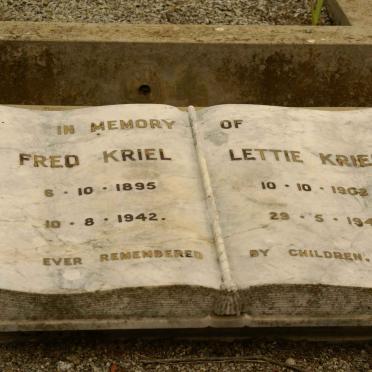 IN MEMORY OF
FRED KRIEL LETTIE KRIEL
6 · 10 · 1895 10 · 10 · 1902
10 · 8 · 1942. 29 · 5 · 194
EVER REMEMBERED BY CHILDREN.